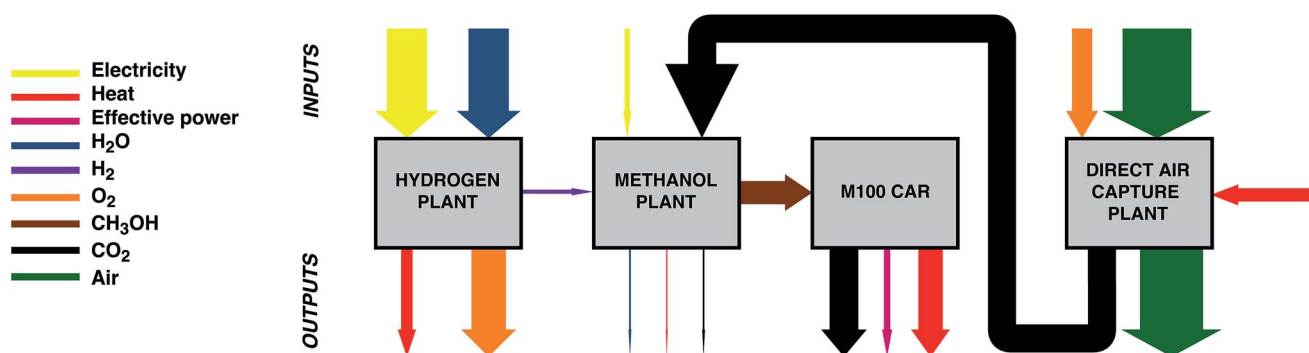 Electricity
Heat
Effective power
H₂O
H₂
O₂
CH₃OH
CO₂
Air
INPUTS
OUTPUTS
HYDROGEN
PLANT
METHANOL
PLANT
M100 CAR
DIRECT AIR
CAPTURE
PLANT